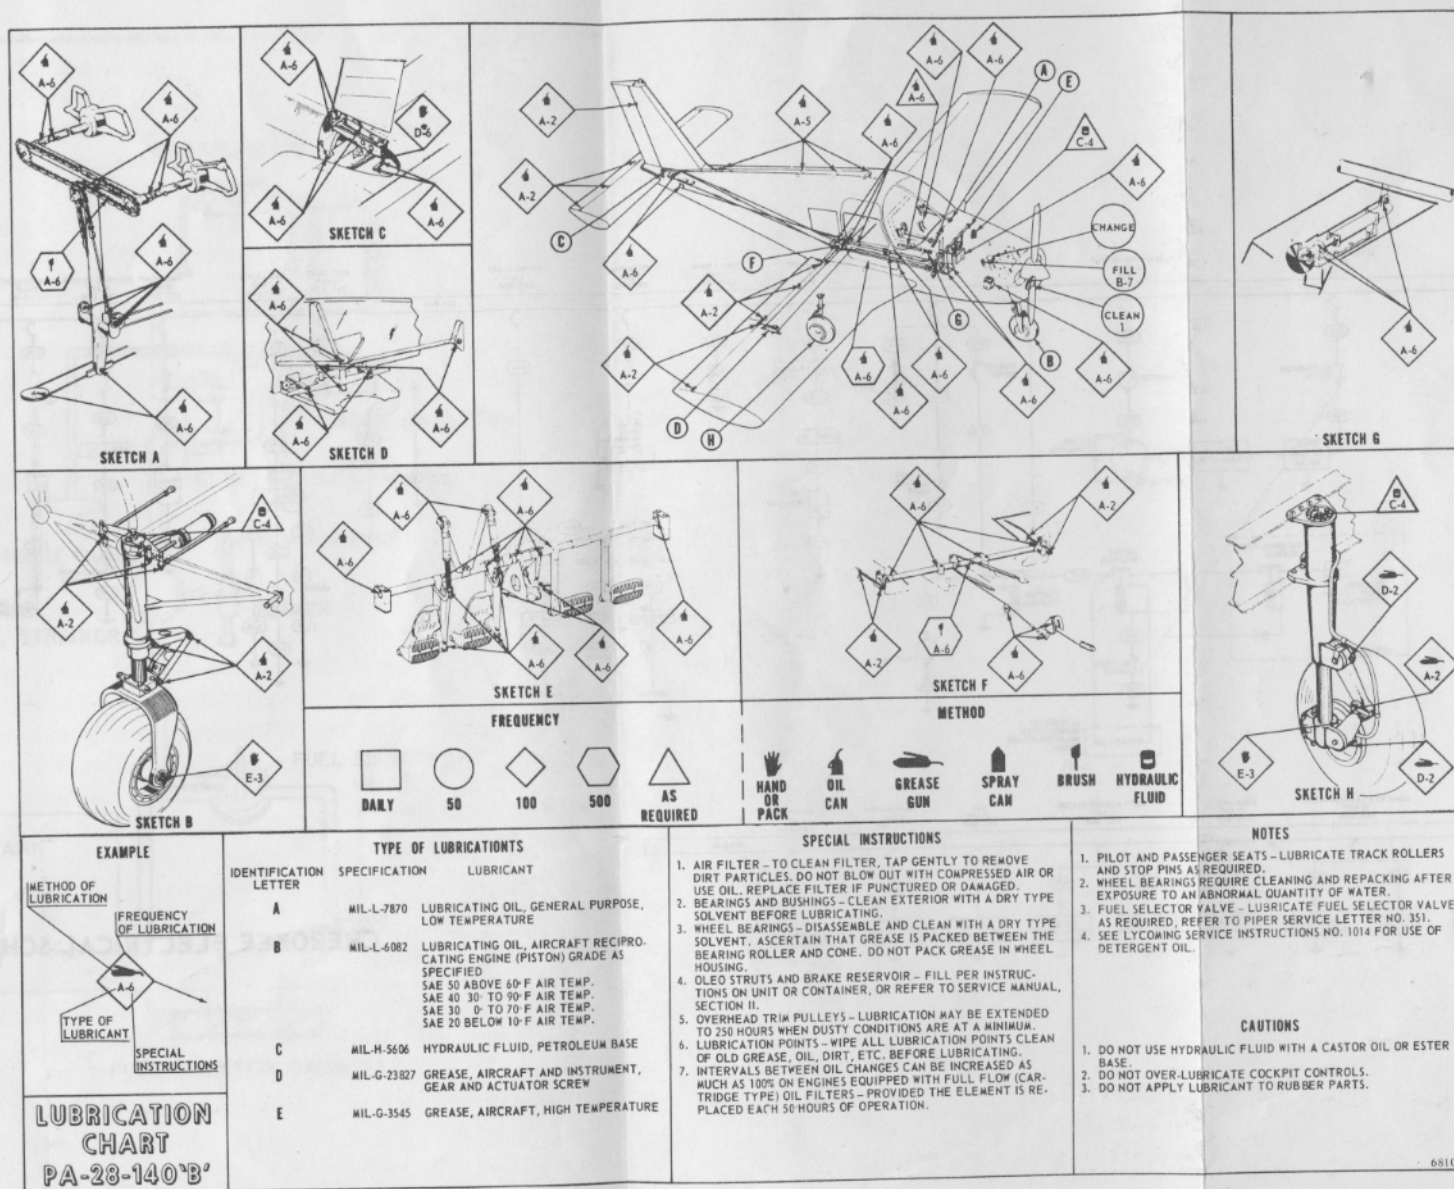 A-6
A-6
A-6
A-6
A-6
SKETCH A
A-6
D-6
A-6
A-6
SKETCH C
A-6
A-6
A-6
SKETCH D
A-2
A-2
A-6
A-5
A-6
A-6
A-6
A-6
A
E
C-4
A-6
CHANGE
FILL
B-7
CLEAN
1
C
F
A-2
A-2
D
H
G
B
A-6
A-6
A-6
A-6
A-6
A-6
SKETCH G
C-4
A-2
A-2
E-3
SKETCH B
A-6
A-6
A-6
A-6
A-6
A-6
SKETCH E
A-6
A-2
A-2
A-6
A-6
SKETCH F
C-4
D-2
A-2
E-3
D-2
SKETCH H
FREQUENCY
DAILY
50
100
500
AS
REQUIRED
METHOD
HAND
OR
PACK
OIL
CAN
GREASE
GUN
SPRAY
CAN
BRUSH
HYDRAULIC
FLUID
EXAMPLE
METHOD OF
LUBRICATION
FREQUENCY
OF LUBRICATION
A-6
TYPE OF
LUBRICANT
SPECIAL
INSTRUCTIONS
LUBRICATION
CHART
PA-28-140'B'
TYPE OF LUBRICATIONS
IDENTIFICATION SPECIFICATION LUBRICANT
LETTER
A MIL-L-7870 LUBRICATING OIL, GENERAL PURPOSE,
LOW TEMPERATURE
B MIL-L-6082 LUBRICATING OIL, AIRCRAFT RECIPRO-
CATING ENGINE (PISTON) GRADE AS
SPECIFIED
SAE 50 ABOVE 60°F AIR TEMP.
SAE 40 30° TO 90°F AIR TEMP.
SAE 30 0° TO 70°F AIR TEMP.
SAE 20 BELOW 10°F AIR TEMP.
C MIL-H-5606 HYDRAULIC FLUID, PETROLEUM BASE
D MIL-G-23827 GREASE, AIRCRAFT AND INSTRUMENT,
GEAR AND ACTUATOR SCREW
E MIL-G-3545 GREASE, AIRCRAFT, HIGH TEMPERATURE
SPECIAL INSTRUCTIONS
1. AIR FILTER – TO CLEAN FILTER, TAP GENTLY TO REMOVE
DIRT PARTICLES. DO NOT BLOW OUT WITH COMPRESSED AIR OR
USE OIL. REPLACE FILTER IF PUNCTURED OR DAMAGED.
2. BEARINGS AND BUSHINGS – CLEAN EXTERIOR WITH A DRY TYPE
SOLVENT BEFORE LUBRICATING.
3. WHEEL BEARINGS – DISASSEMBLE AND CLEAN WITH A DRY TYPE
SOLVENT. ASCERTAIN THAT GREASE IS PACKED BETWEEN THE
BEARING ROLLER AND CONE. DO NOT PACK GREASE IN WHEEL
HOUSING.
4. OLEO STRUTS AND BRAKE RESERVOIR – FILL PER INSTRUC-
TIONS ON UNIT OR CONTAINER, OR REFER TO SERVICE MANUAL,
SECTION II.
5. OVERHEAD TRIM PULLEYS – LUBRICATION MAY BE EXTENDED
TO 250 HOURS WHEN DUSTY CONDITIONS ARE AT A MINIMUM.
6. LUBRICATION POINTS – WIPE ALL LUBRICATION POINTS CLEAN
OF OLD GREASE, OIL, DIRT, ETC. BEFORE LUBRICATING.
7. INTERVALS BETWEEN OIL CHANGES CAN BE INCREASED AS
MUCH AS 100% ON ENGINES EQUIPPED WITH FULL FLOW (CAR-
TRIDGE TYPE) OIL FILTERS – PROVIDED THE ELEMENT IS RE-
PLACED EACH 50 HOURS OF OPERATION.
NOTES
1. PILOT AND PASSENGER SEATS – LUBRICATE TRACK ROLLERS
AND STOP PINS AS REQUIRED.
2. WHEEL BEARINGS REQUIRE CLEANING AND REPACKING AFTER
EXPOSURE TO AN ABNORMAL QUANTITY OF WATER.
3. FUEL SELECTOR VALVE – LUBRICATE FUEL SELECTOR VALVE
AS REQUIRED, REFER TO PIPER SERVICE LETTER NO. 351.
4. SEE LYCOMING SERVICE INSTRUCTIONS NO. 1014 FOR USE OF
DETERGENT OIL.
CAUTIONS
1. DO NOT USE HYDRAULIC FLUID WITH A CASTOR OIL OR ESTER
BASE.
2. DO NOT OVER-LUBRICATE COCKPIT CONTROLS.
3. DO NOT APPLY LUBRICANT TO RUBBER PARTS.
6810